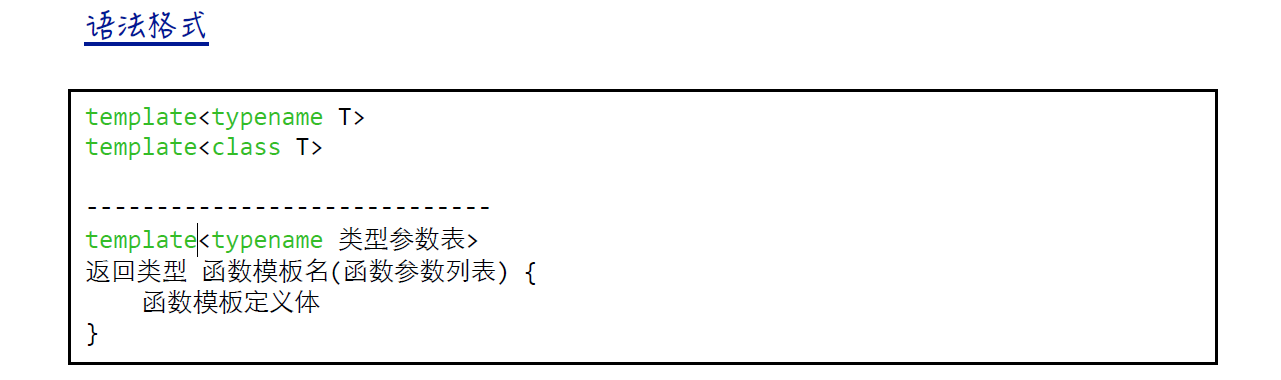 语法格式
template<typename T>
template<class T>
-----------------------------
template<typename 类型参数表>
返回类型 函数模板名(函数参数列表) {
函数模板定义体
}